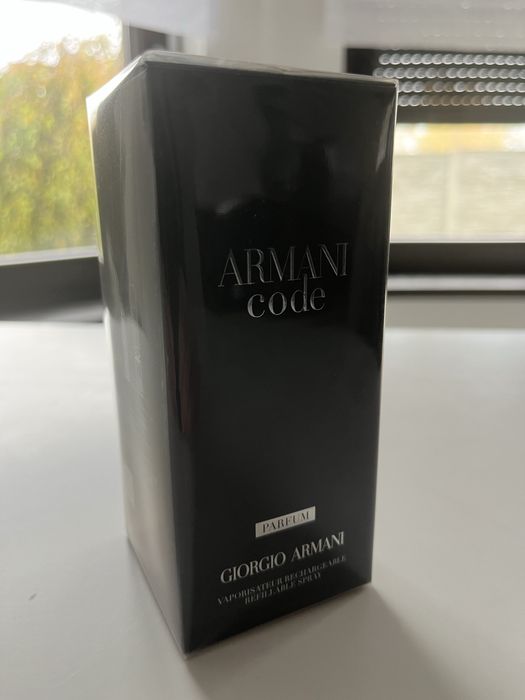 ARMANI
code
PARFUM
GIORGIO ARMANI
VAPORISATEUR RECHARGEABLE
REFILLABLE SPRAY